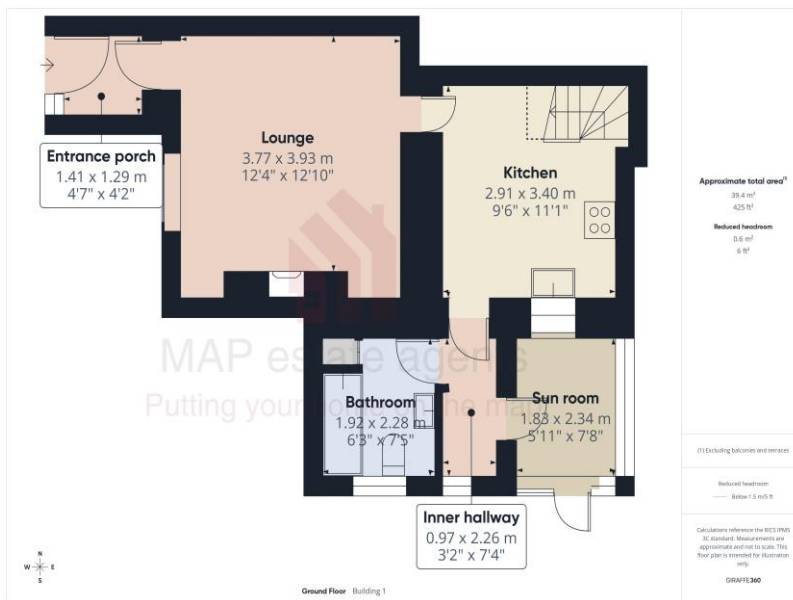 Entrance porch
1.41 x 1.29 m
4'7" x 4'2"
Lounge
3.77 x 3.93 m
12'4" x 12'10"
Kitchen
2.91 x 3.40 m
9'6" x 11'1"
MAP estate agents
Putting your home on the map
Bathroom
1.92 x 2.28 m
6'3" x 7'5"
Sun room
1.83 x 2.34 m
5'11" x 7'8"
Inner hallway
0.97 x 2.26 m
3'2" x 7'4"
N
W E
S
Ground Floor Building 1
Approximate total area(1)
39.4 m²
425 ft²
Reduced headroom
0.6 m²
6 ft²
(1) Excluding balconies and terraces
Reduced headroom
Below 1.5 m/5 ft
Calculations reference the RICS IPMS
3C standard. Measurements are
approximate and not to scale. This
floor plan is intended for illustration
only.
GIRAFFE360